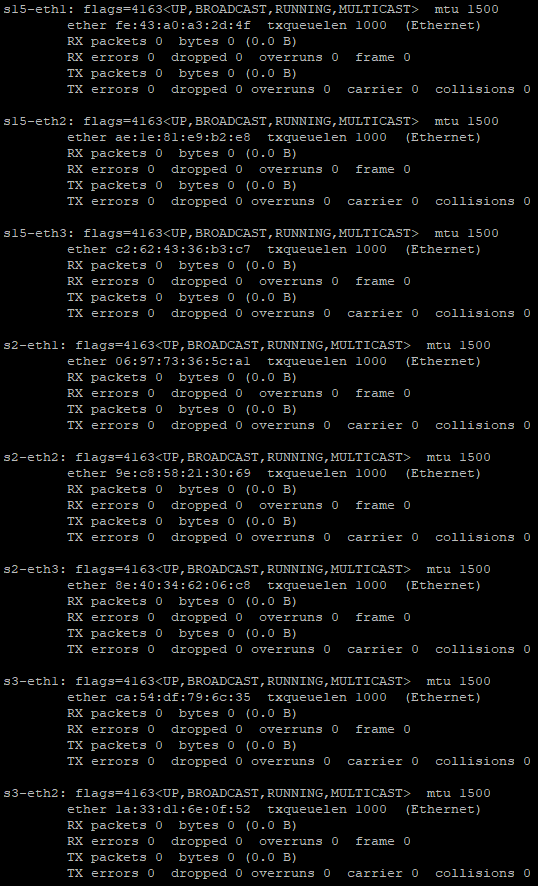 s15-eth1: flags=4163<UP,BROADCAST,RUNNING,MULTICAST>  mtu 1500
        ether fe:43:a0:a3:2d:4f  txqueuelen 1000  (Ethernet)
        RX packets 0  bytes 0 (0.0 B)
        RX errors 0  dropped 0  overruns 0  frame 0
        TX packets 0  bytes 0 (0.0 B)
        TX errors 0  dropped 0 overruns 0  carrier 0  collisions 0

s15-eth2: flags=4163<UP,BROADCAST,RUNNING,MULTICAST>  mtu 1500
        ether ae:1e:81:e9:b2:e8  txqueuelen 1000  (Ethernet)
        RX packets 0  bytes 0 (0.0 B)
        RX errors 0  dropped 0  overruns 0  frame 0
        TX packets 0  bytes 0 (0.0 B)
        TX errors 0  dropped 0 overruns 0  carrier 0  collisions 0

s15-eth3: flags=4163<UP,BROADCAST,RUNNING,MULTICAST>  mtu 1500
        ether c2:62:43:36:b3:c7  txqueuelen 1000  (Ethernet)
        RX packets 0  bytes 0 (0.0 B)
        RX errors 0  dropped 0  overruns 0  frame 0
        TX packets 0  bytes 0 (0.0 B)
        TX errors 0  dropped 0 overruns 0  carrier 0  collisions 0

s2-eth1: flags=4163<UP,BROADCAST,RUNNING,MULTICAST>  mtu 1500
        ether 06:97:73:36:5c:a1  txqueuelen 1000  (Ethernet)
        RX packets 0  bytes 0 (0.0 B)
        RX errors 0  dropped 0  overruns 0  frame 0
        TX packets 0  bytes 0 (0.0 B)
        TX errors 0  dropped 0 overruns 0  carrier 0  collisions 0

s2-eth2: flags=4163<UP,BROADCAST,RUNNING,MULTICAST>  mtu 1500
        ether 9e:c8:58:21:30:69  txqueuelen 1000  (Ethernet)
        RX packets 0  bytes 0 (0.0 B)
        RX errors 0  dropped 0  overruns 0  frame 0
        TX packets 0  bytes 0 (0.0 B)
        TX errors 0  dropped 0 overruns 0  carrier 0  collisions 0

s2-eth3: flags=4163<UP,BROADCAST,RUNNING,MULTICAST>  mtu 1500
        ether 8e:40:34:62:06:c8  txqueuelen 1000  (Ethernet)
        RX packets 0  bytes 0 (0.0 B)
        RX errors 0  dropped 0  overruns 0  frame 0
        TX packets 0  bytes 0 (0.0 B)
        TX errors 0  dropped 0 overruns 0  carrier 0  collisions 0

s3-eth1: flags=4163<UP,BROADCAST,RUNNING,MULTICAST>  mtu 1500
        ether ca:54:df:79:6c:35  txqueuelen 1000  (Ethernet)
        RX packets 0  bytes 0 (0.0 B)
        RX errors 0  dropped 0  overruns 0  frame 0
        TX packets 0  bytes 0 (0.0 B)
        TX errors 0  dropped 0 overruns 0  carrier 0  collisions 0

s3-eth2: flags=4163<UP,BROADCAST,RUNNING,MULTICAST>  mtu 1500
        ether 1a:33:d1:6e:0f:52  txqueuelen 1000  (Ethernet)
        RX packets 0  bytes 0 (0.0 B)
        RX errors 0  dropped 0  overruns 0  frame 0
        TX packets 0  bytes 0 (0.0 B)
        TX errors 0  dropped 0 overruns 0  carrier 0  collisions 0